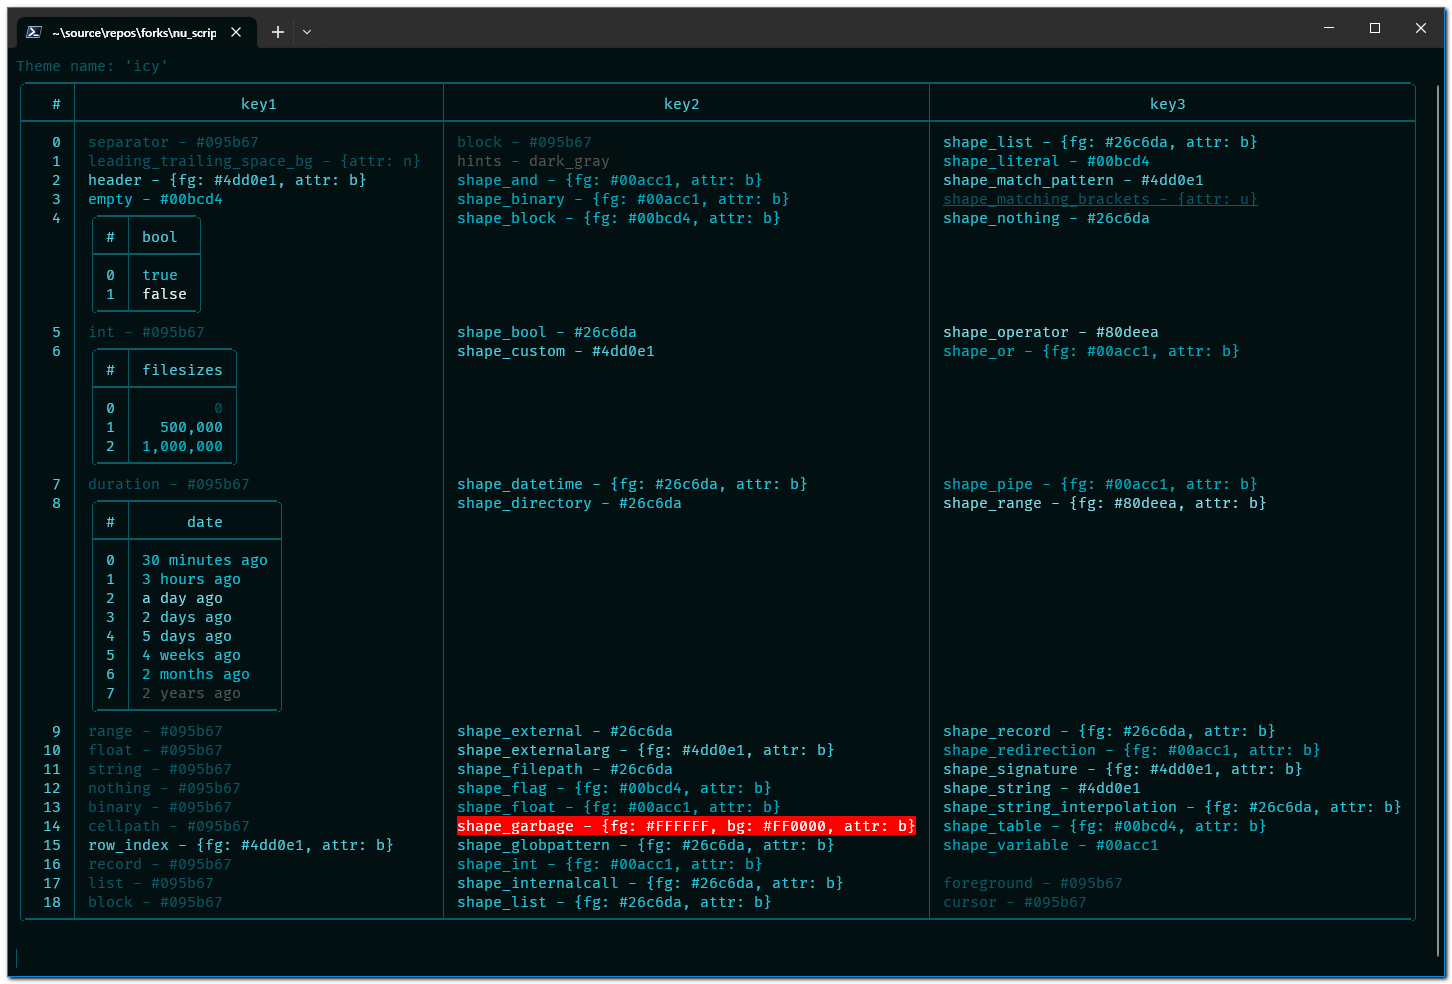 ~\source\repos\forks\nu_scrip
Theme name: 'icy'
# key1 key2 key3
0 separator - #095b67 block - #095b67 shape_list - {fg: #26c6da, attr: b}
1 leading_trailing_space_bg - {attr: n} hints - dark_gray shape_literal - #00bcd4
2 header - {fg: #4dd0e1, attr: b} shape_and - {fg: #00acc1, attr: b} shape_match_pattern - #4dd0e1
3 empty - #00bcd4 shape_binary - {fg: #00acc1, attr: b} shape_matching_brackets - {attr: u}
4 shape_block - {fg: #00bcd4, attr: b} shape_nothing - #26c6da
# bool
0 true
1 false
5 int - #095b67 shape_bool - #26c6da shape_operator - #80deea
6 shape_custom - #4dd0e1 shape_or - {fg: #00acc1, attr: b}
# filesizes
0 0
1 500,000
2 1,000,000
7 duration - #095b67 shape_datetime - {fg: #26c6da, attr: b} shape_pipe - {fg: #00acc1, attr: b}
8 shape_directory - #26c6da shape_range - {fg: #80deea, attr: b}
# date
0 30 minutes ago
1 3 hours ago
2 a day ago
3 2 days ago
4 5 days ago
5 4 weeks ago
6 2 months ago
7 2 years ago
9 range - #095b67 shape_external - #26c6da shape_record - {fg: #26c6da, attr: b}
10 float - #095b67 shape_externalarg - {fg: #4dd0e1, attr: b} shape_redirection - {fg: #00acc1, attr: b}
11 string - #095b67 shape_filepath - #26c6da shape_signature - {fg: #4dd0e1, attr: b}
12 nothing - #095b67 shape_flag - {fg: #00bcd4, attr: b} shape_string - #4dd0e1
13 binary - #095b67 shape_float - {fg: #00acc1, attr: b} shape_string_interpolation - {fg: #26c6da, attr: b}
14 cellpath - #095b67 shape_garbage - {fg: #FFFFFF, bg: #FF0000, attr: b} shape_table - {fg: #00bcd4, attr: b}
15 row_index - {fg: #4dd0e1, attr: b} shape_globpattern - {fg: #26c6da, attr: b} shape_variable - #00acc1
16 record - #095b67 shape_int - {fg: #00acc1, attr: b}
17 list - #095b67 shape_internalcall - {fg: #26c6da, attr: b} foreground - #095b67
18 block - #095b67 shape_list - {fg: #26c6da, attr: b} cursor - #095b67